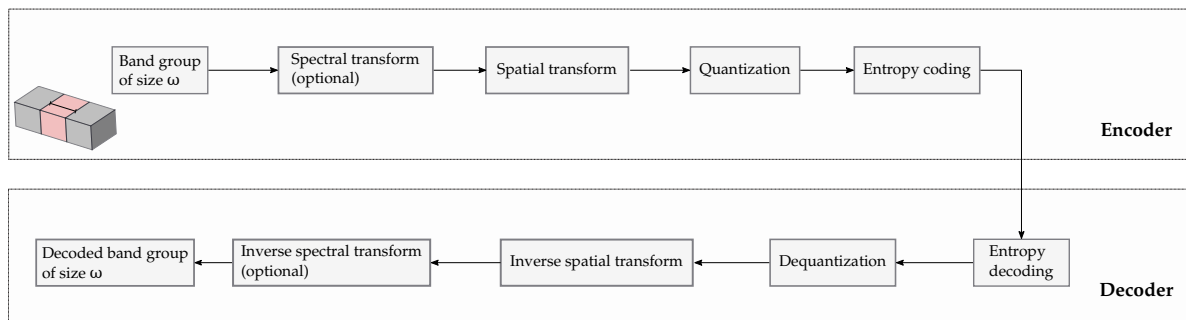 Band group
of size ω
Spectral transform
(optional)
Spatial transform
Quantization
Entropy coding
Encoder
Decoded band group
of size ω
Inverse spectral transform
(optional)
Inverse spatial transform
Dequantization
Entropy
decoding
Decoder